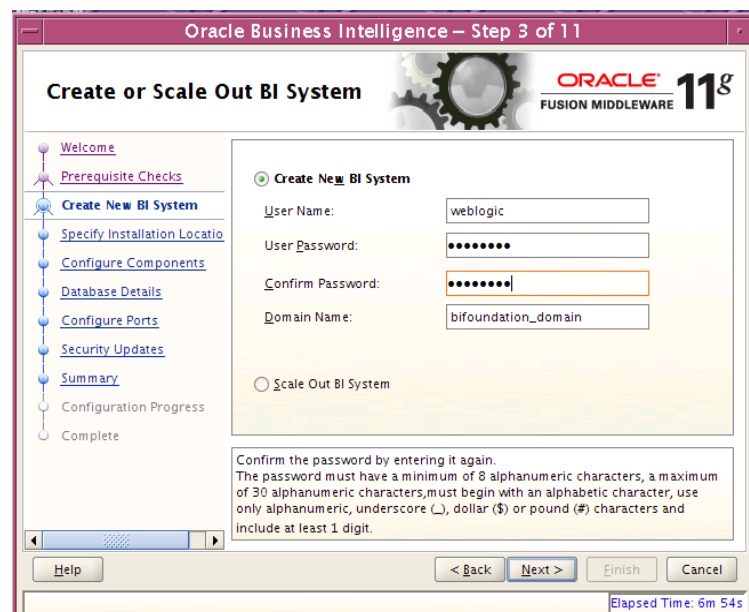 Oracle Business Intelligence – Step 3 of 11
Create or Scale Out BI System
ORACLE
FUSION MIDDLEWARE 11g
Welcome
Prerequisite Checks
Create New BI System
Specify Installation Locatio
Configure Components
Database Details
Configure Ports
Security Updates
Summary
Configuration Progress
Complete
Create New BI System
User Name: weblogic
User Password: ••••••••
Confirm Password: ••••••••
Domain Name: bifoundation_domain
Scale Out BI System
Confirm the password by entering it again.
The password must have a minimum of 8 alphanumeric characters, a maximum
of 30 alphanumeric characters,must begin with an alphabetic character, use
only alphanumeric, underscore (_), dollar ($) or pound (#) characters and
include at least 1 digit.
Help < Back Next > Finish Cancel
Elapsed Time: 6m 54s